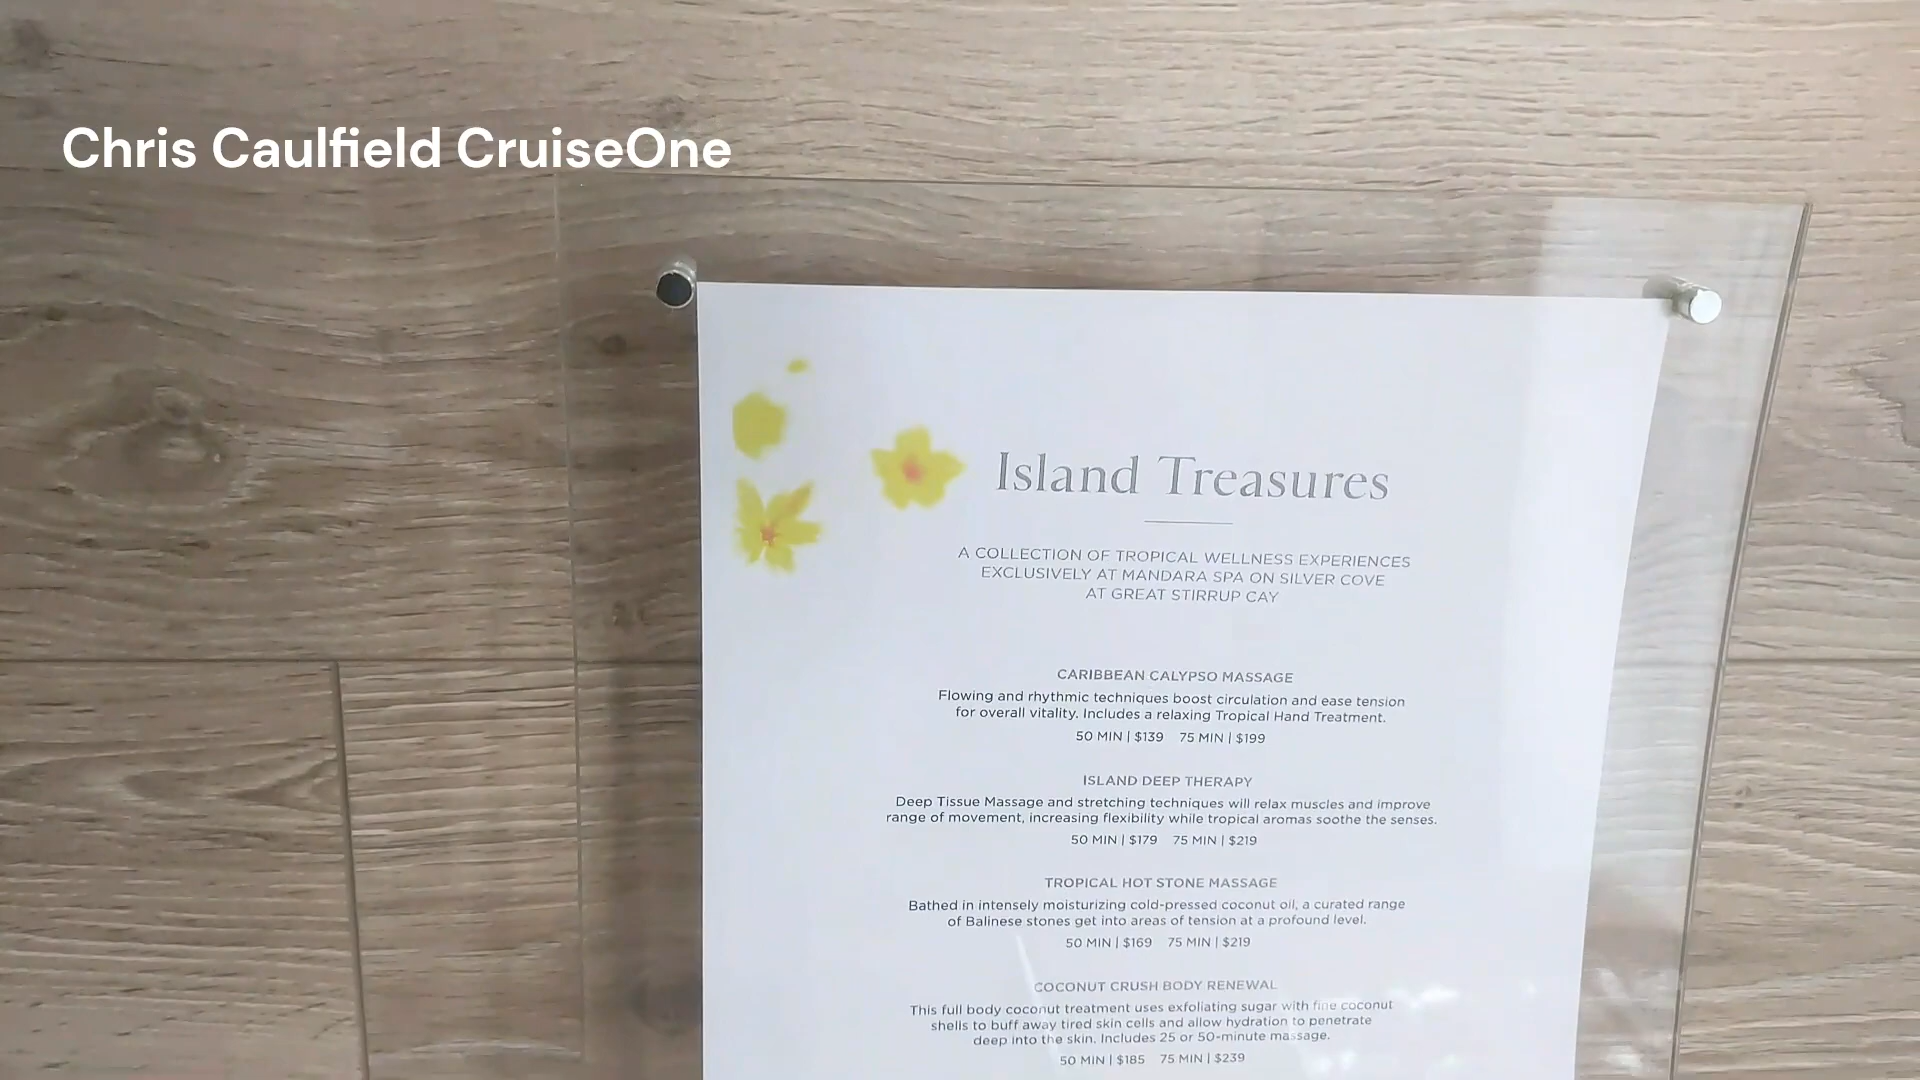 Chris Caulfield CruiseOne
Island Treasures
A COLLECTION OF TROPICAL WELLNESS EXPERIENCES
EXCLUSIVELY AT MANDARA SPA ON SILVER COVE
AT GREAT STIRRUP CAY
CARIBBEAN CALYPSO MASSAGE
Flowing and rhythmic techniques boost circulation and ease tension
for overall vitality. Includes a relaxing Tropical Hand Treatment.
50 MIN | $139 75 MIN | $199
ISLAND DEEP THERAPY
Deep Tissue Massage and stretching techniques will relax muscles and improve
range of movement, increasing flexibility while tropical aromas soothe the senses.
50 MIN | $179 75 MIN | $219
TROPICAL HOT STONE MASSAGE
Bathed in intensely moisturizing cold-pressed coconut oil, a curated range
of Balinese stones get into areas of tension at a profound level.
50 MIN | $169 75 MIN | $219
COCONUT CRUSH BODY RENEWAL
This full body coconut treatment uses exfoliating sugar with fine coconut
shells to buff away tired skin cells and allow hydration to penetrate
deep into the skin. Includes 25 or 50-minute massage.
50 MIN | $185 75 MIN | $239